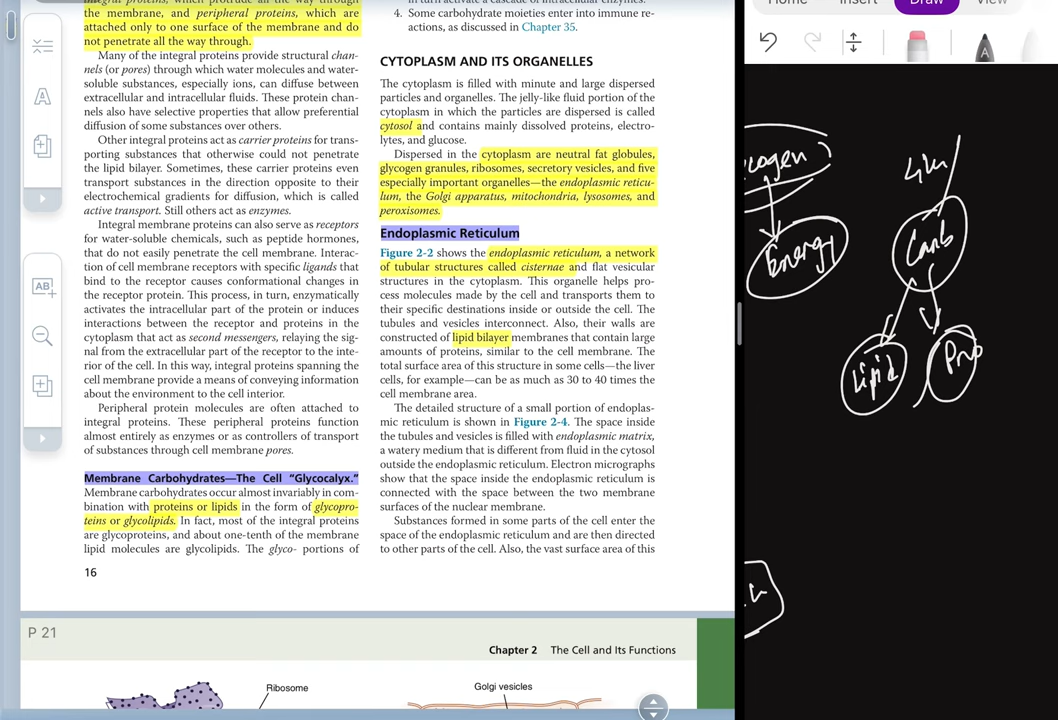 integral proteins, which protrude all the way through
the membrane, and peripheral proteins, which are
attached only to one surface of the membrane and do
not penetrate all the way through.
Many of the integral proteins provide structural chan-
nels (or pores) through which water molecules and water-
soluble substances, especially ions, can diffuse between
extracellular and intracellular fluids. These protein chan-
nels also have selective properties that allow preferential
diffusion of some substances over others.
Other integral proteins act as carrier proteins for trans-
porting substances that otherwise could not penetrate
the lipid bilayer. Sometimes, these carrier proteins even
transport substances in the direction opposite to their
electrochemical gradients for diffusion, which is called
active transport. Still others act as enzymes.
Integral membrane proteins can also serve as receptors
for water-soluble chemicals, such as peptide hormones,
that do not easily penetrate the cell membrane. Interac-
tion of cell membrane receptors with specific ligands that
bind to the receptor causes conformational changes in
the receptor protein. This process, in turn, enzymatically
activates the intracellular part of the protein or induces
interactions between the receptor and proteins in the
cytoplasm that act as second messengers, relaying the sig-
nal from the extracellular part of the receptor to the inte-
rior of the cell. In this way, integral proteins spanning the
cell membrane provide a means of conveying information
about the environment to the cell interior.
Peripheral protein molecules are often attached to
integral proteins. These peripheral proteins function
almost entirely as enzymes or as controllers of transport
of substances through cell membrane pores.
Membrane Carbohydrates—The Cell “Glycocalyx.”
Membrane carbohydrates occur almost invariably in com-
bination with proteins or lipids in the form of glycopro-
teins or glycolipids. In fact, most of the integral proteins
are glycoproteins, and about one-tenth of the membrane
lipid molecules are glycolipids. The glyco- portions of
16
in turn activate a cascade of intracellular enzymes.
4. Some carbohydrate moieties enter into immune re-
actions, as discussed in Chapter 35.
CYTOPLASM AND ITS ORGANELLES
The cytoplasm is filled with minute and large dispersed
particles and organelles. The jelly-like fluid portion of the
cytoplasm in which the particles are dispersed is called
cytosol and contains mainly dissolved proteins, electro-
lytes, and glucose.
Dispersed in the cytoplasm are neutral fat globules,
glycogen granules, ribosomes, secretory vesicles, and five
especially important organelles—the endoplasmic reticu-
lum, the Golgi apparatus, mitochondria, lysosomes, and
peroxisomes.
Endoplasmic Reticulum
Figure 2-2 shows the endoplasmic reticulum, a network
of tubular structures called cisternae and flat vesicular
structures in the cytoplasm. This organelle helps pro-
cess molecules made by the cell and transports them to
their specific destinations inside or outside the cell. The
tubules and vesicles interconnect. Also, their walls are
constructed of lipid bilayer membranes that contain large
amounts of proteins, similar to the cell membrane. The
total surface area of this structure in some cells—the liver
cells, for example—can be as much as 30 to 40 times the
cell membrane area.
The detailed structure of a small portion of endoplas-
mic reticulum is shown in Figure 2-4. The space inside
the tubules and vesicles is filled with endoplasmic matrix,
a watery medium that is different from fluid in the cytosol
outside the endoplasmic reticulum. Electron micrographs
show that the space inside the endoplasmic reticulum is
connected with the space between the two membrane
surfaces of the nuclear membrane.
Substances formed in some parts of the cell enter the
space of the endoplasmic reticulum and are then directed
to other parts of the cell. Also, the vast surface area of this
P 21
Chapter 2 The Cell and Its Functions
Ribosome
Golgi vesicles
Home Insert Draw View
A
A
AB
ogen
Energy
Carb
Lipid
Pro